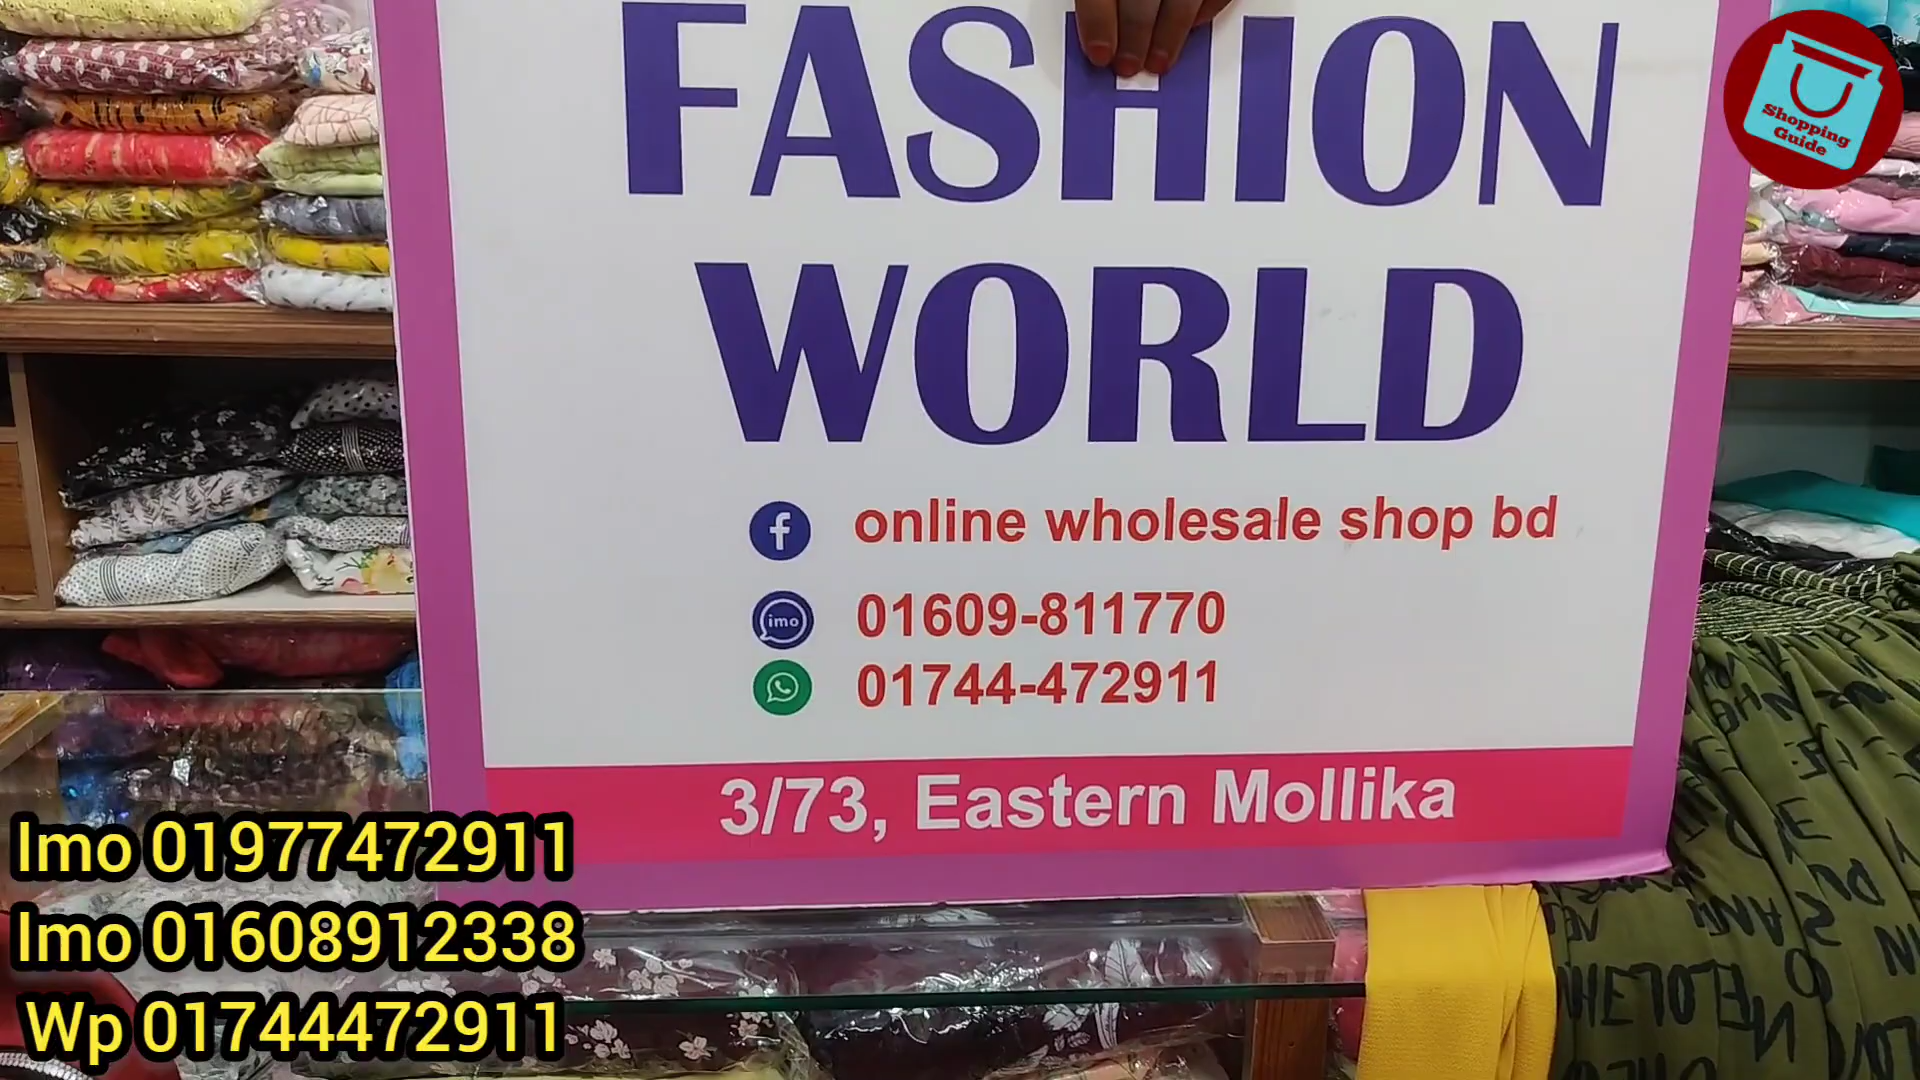 FASHION
WORLD
online wholesale shop bd
imo 01609-811770
01744-472911
3/73, Eastern Mollika
Shopping
Guide
Imo 01977472911
Imo 01608912338
Wp 01744472911